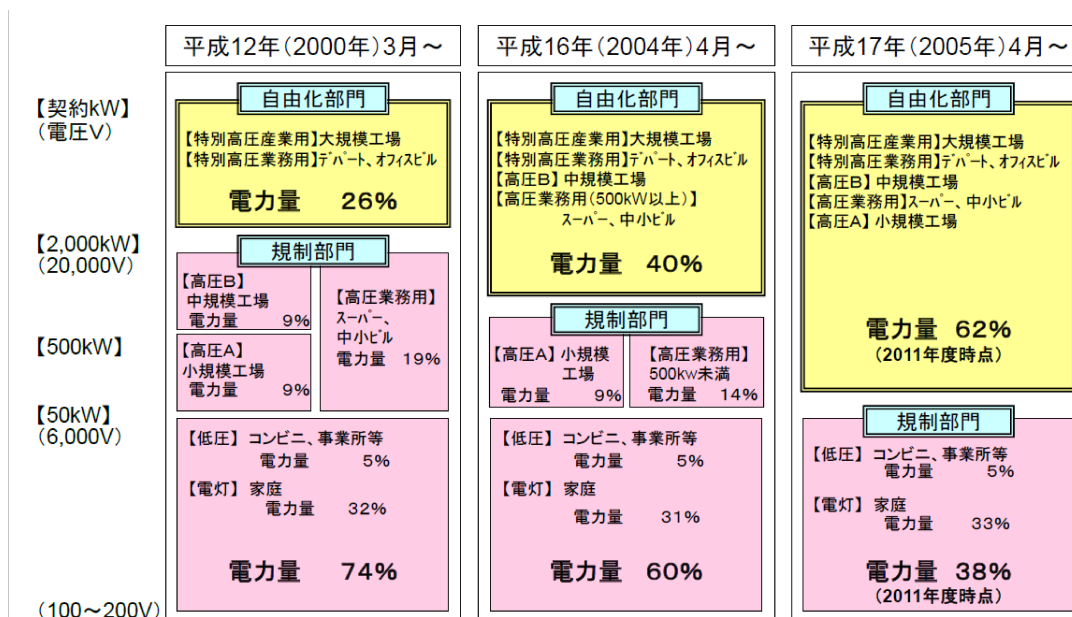 平成12年(2000年)3月～
平成16年(2004年)4月～
平成17年(2005年)4月～
【契約kW】
(電圧V)
【2,000kW】
(20,000V)
【500kW】
【50kW】
(6,000V)
(100～200V)
自由化部門
【特別高圧産業用】大規模工場
【特別高圧業務用】ﾃﾞﾊﾟｰﾄ、ｵﾌｨｽﾋﾞﾙ
電力量 26%
規制部門
【高圧B】
中規模工場
電力量 9%
【高圧A】
小規模工場
電力量 9%
【高圧業務用】
ｽｰﾊﾟｰ、
中小ﾋﾞﾙ
電力量 19%
【低圧】 コンビニ、事業所等
電力量 5%
【電灯】 家庭
電力量 32%
電力量 74%
自由化部門
【特別高圧産業用】大規模工場
【特別高圧業務用】ﾃﾞﾊﾟｰﾄ、ｵﾌｨｽﾋﾞﾙ
【高圧B】 中規模工場
【高圧業務用(500kW以上)】
ｽｰﾊﾟｰ、中小ﾋﾞﾙ
電力量 40%
規制部門
【高圧A】 小規模
工場
電力量 9%
【高圧業務用】
500kw未満
電力量 14%
【低圧】 コンビニ、事業所等
電力量 5%
【電灯】 家庭
電力量 31%
電力量 60%
自由化部門
【特別高圧産業用】大規模工場
【特別高圧業務用】ﾃﾞﾊﾟｰﾄ、ｵﾌｨｽﾋﾞﾙ
【高圧B】 中規模工場
【高圧業務用】ｽｰﾊﾟｰ、中小ﾋﾞﾙ
【高圧A】 小規模工場
電力量 62%
(2011年度時点)
規制部門
【低圧】 コンビニ、事業所等
電力量 5%
【電灯】 家庭
電力量 33%
電力量 38%
(2011年度時点)